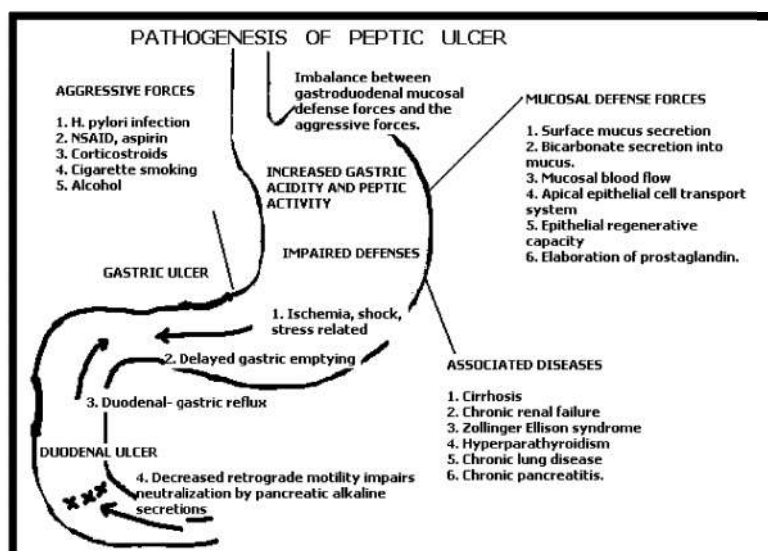 PATHOGENESIS OF PEPTIC ULCER
Imbalance between
gastroduodenal mucosal
defense forces and the
aggressive forces.
AGGRESSIVE FORCES
1. H. pylori infection
2. NSAID, aspirin
3. Corticostroids
4. Cigarette smoking
5. Alcohol
MUCOSAL DEFENSE FORCES
1. Surface mucus secretion
2. Bicarbonate secretion into
mucus.
3. Mucosal blood flow
4. Apical epithelial cell transport
system
5. Epithelial regenerative
capacity
6. Elaboration of prostaglandin.
INCREASED GASTRIC
ACIDITY AND PEPTIC
ACTIVITY
IMPAIRED DEFENSES
GASTRIC ULCER
1. Ischemia, shock,
stress related
2. Delayed gastric emptying
3. Duodenal- gastric reflux
ASSOCIATED DISEASES
1. Cirrhosis
2. Chronic renal failure
3. Zollinger Ellison syndrome
4. Hyperparathyroidism
5. Chronic lung disease
6. Chronic pancreatitis.
DUODENAL ULCER
4. Decreased retrograde motility impairs
neutralization by pancreatic alkaline
secretions